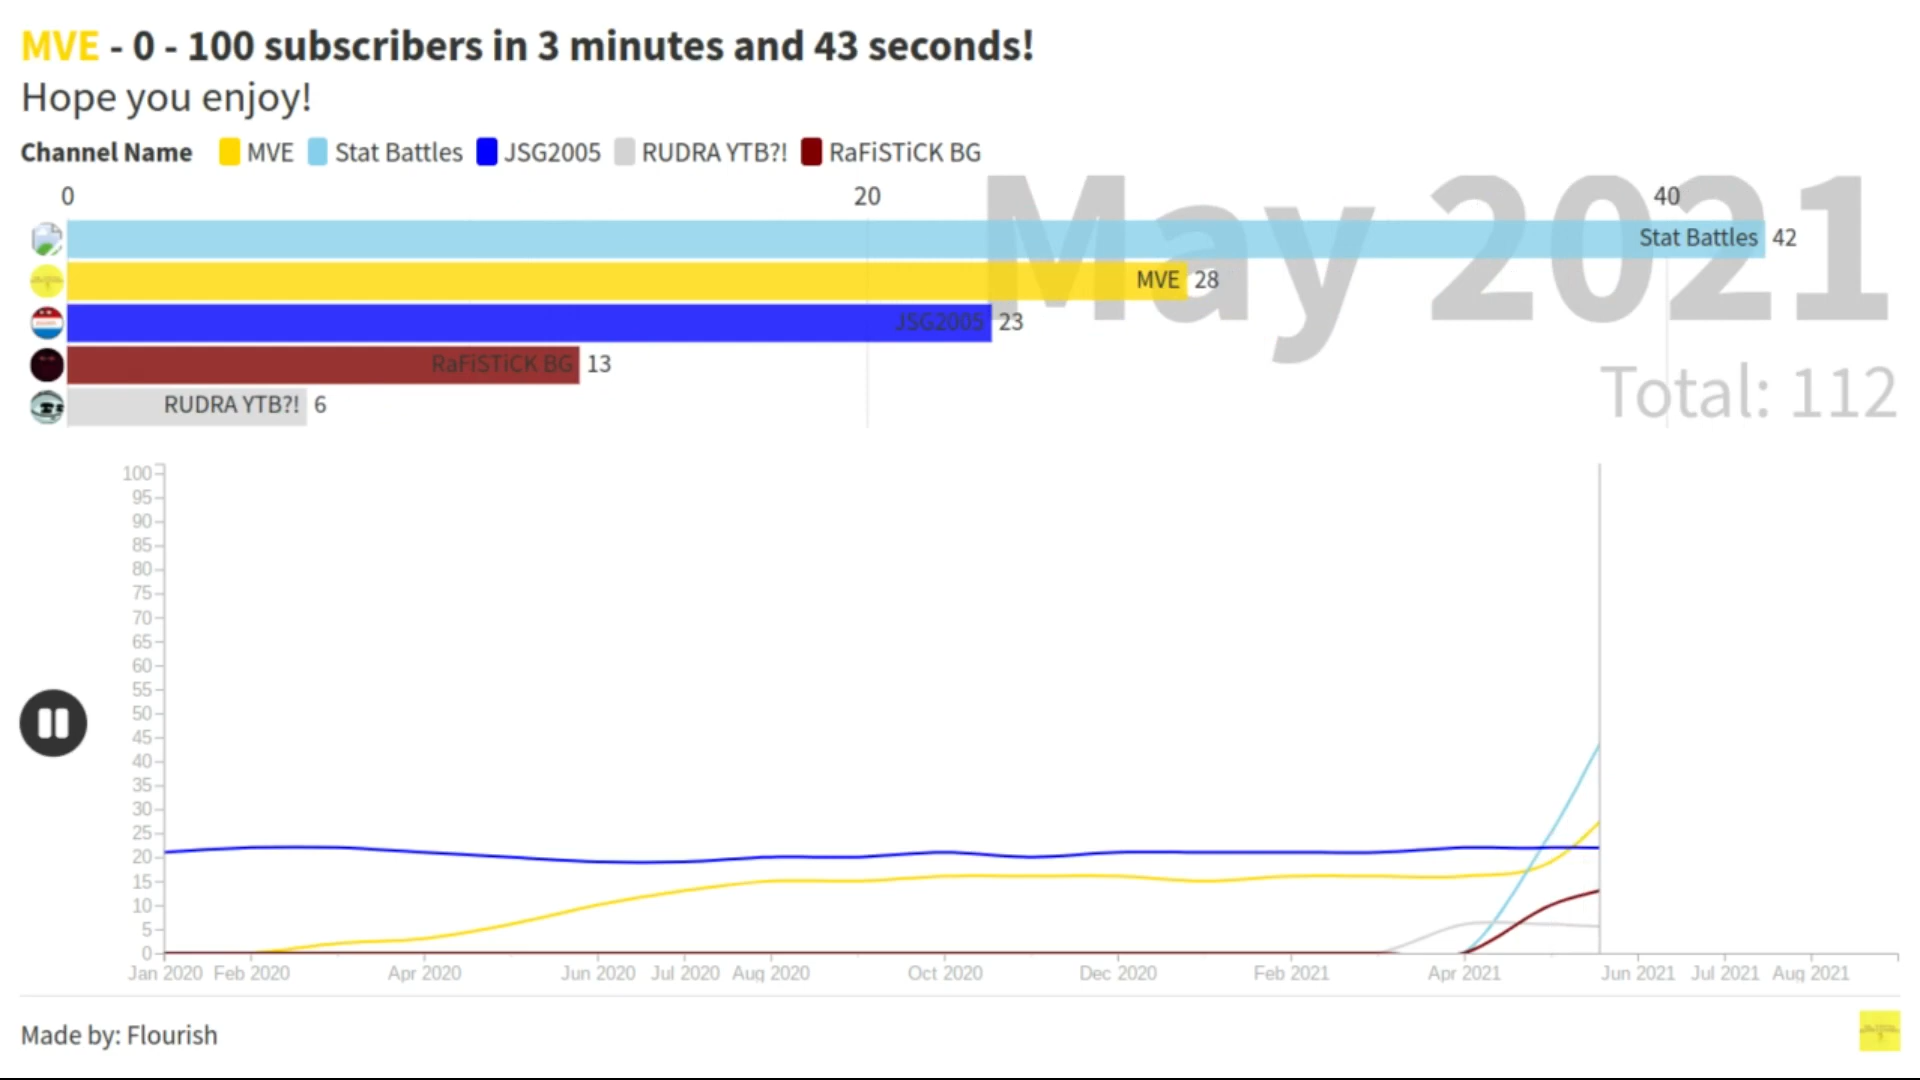 MVE - 0 - 100 subscribers in 3 minutes and 43 seconds!
Hope you enjoy!
Channel Name MVE Stat Battles JSG2005 RUDRA YTB?! RaFiSTiCK BG
0 20 40
May 2021
Stat Battles 42
MVE 28
JSG2005 23
RaFiSTiCK BG 13
RUDRA YTB?! 6
Total: 112
100
95
90
85
80
75
70
65
60
55
50
45
40
35
30
25
20
15
10
5
0
Jan 2020 Feb 2020 Apr 2020 Jun 2020 Jul 2020 Aug 2020 Oct 2020 Dec 2020 Feb 2021 Apr 2021 Jun 2021 Jul 2021 Aug 2021
Made by: Flourish